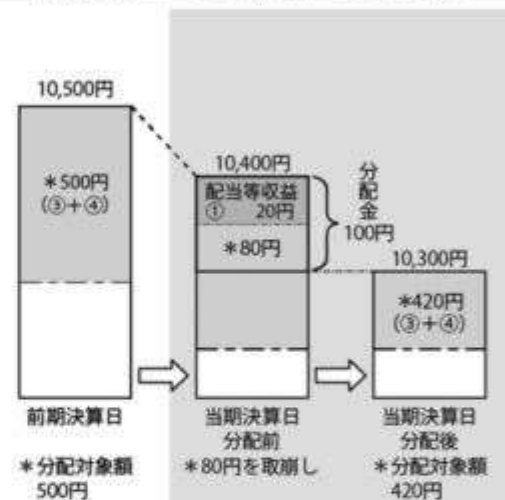 10,500円
*500円
(③+④)
前期決算日
*分配対象額
500円
10,400円
配当等収益
① 20円
*80円
分配金
100円
当期決算日
分配前
*80円を取崩し
10,300円
*420円
(③+④)
当期決算日
分配後
*分配対象額
420円